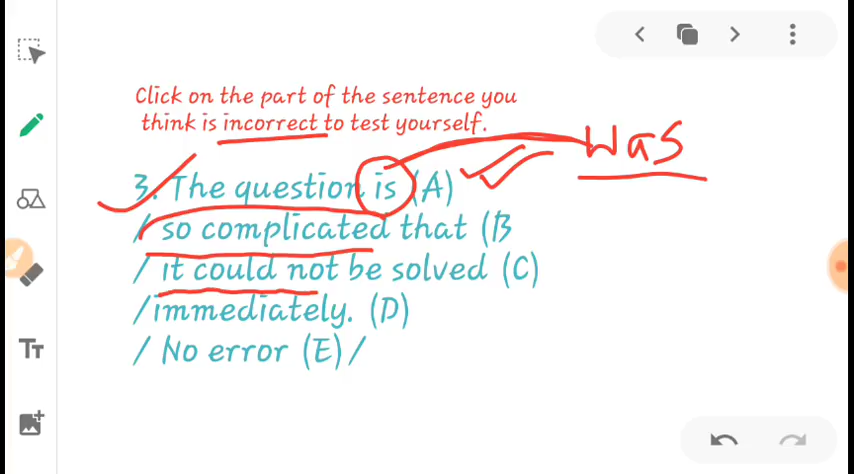 Click on the part of the sentence you
think is incorrect to test yourself.
was
3. The question is (A)
/ so complicated that (B
/ it could not be solved (C)
/immediately. (D)
/ No error (E) /
TT